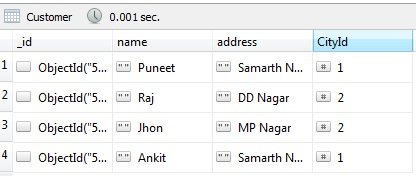 Customer 0.001 sec.
_id name address CityId
1 ObjectId("5... "" Puneet "" Samarth N... # 1
2 ObjectId("5... "" Raj "" DD Nagar # 2
3 ObjectId("5... "" Jhon "" MP Nagar # 2
4 ObjectId("5... "" Ankit "" Samarth N... # 1